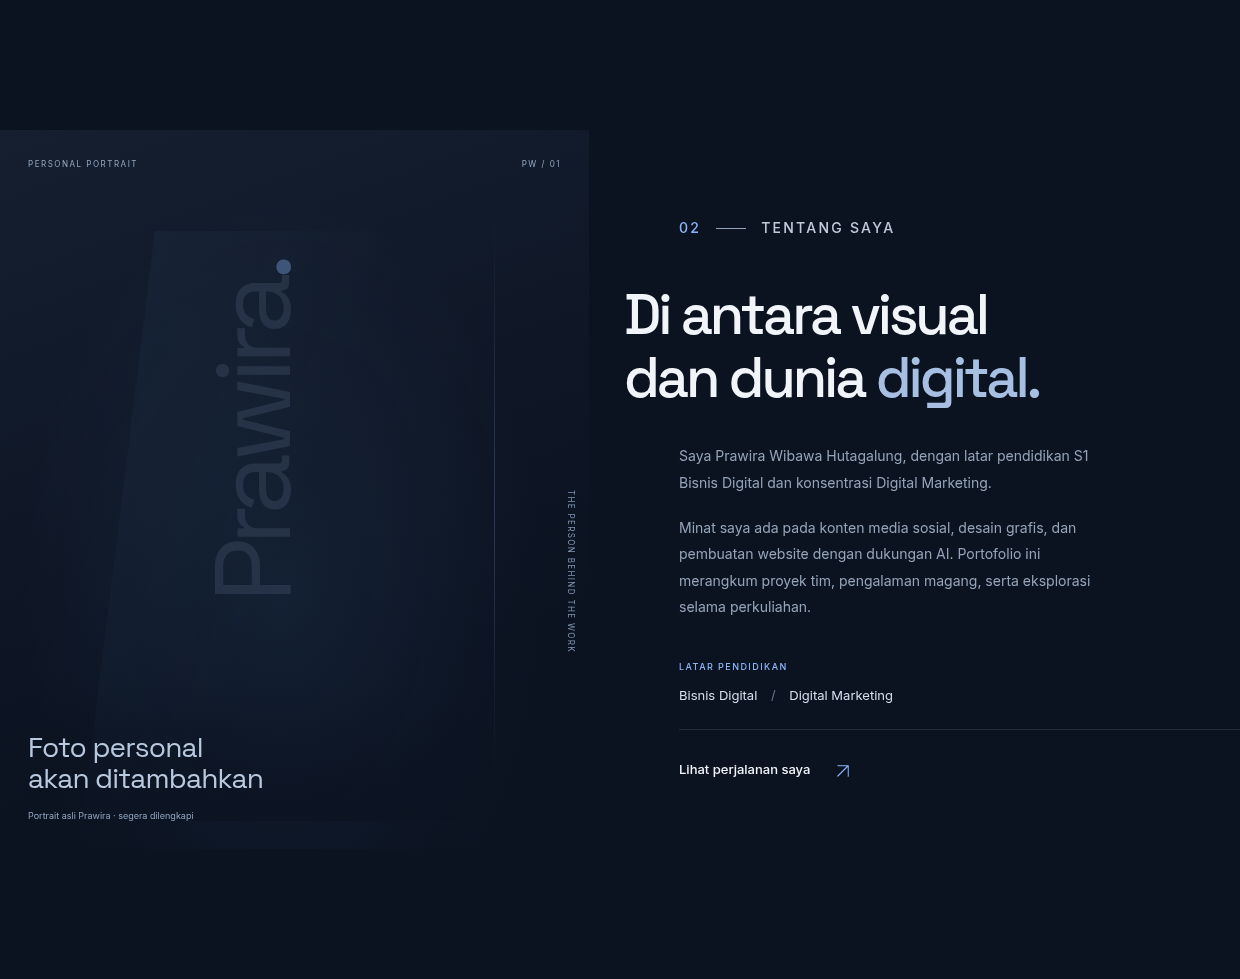 PERSONAL PORTRAIT
PW / 01
Prawira.
THE PERSON BEHIND THE WORK
Foto personal
akan ditambahkan
Portrait asli Prawira · segera dilengkapi
02 — TENTANG SAYA
Di antara visual
dan dunia digital.
Saya Prawira Wibawa Hutagalung, dengan latar pendidikan S1
Bisnis Digital dan konsentrasi Digital Marketing.
Minat saya ada pada konten media sosial, desain grafis, dan
pembuatan website dengan dukungan AI. Portofolio ini
merangkum proyek tim, pengalaman magang, serta eksplorasi
selama perkuliahan.
LATAR PENDIDIKAN
Bisnis Digital / Digital Marketing
Lihat perjalanan saya